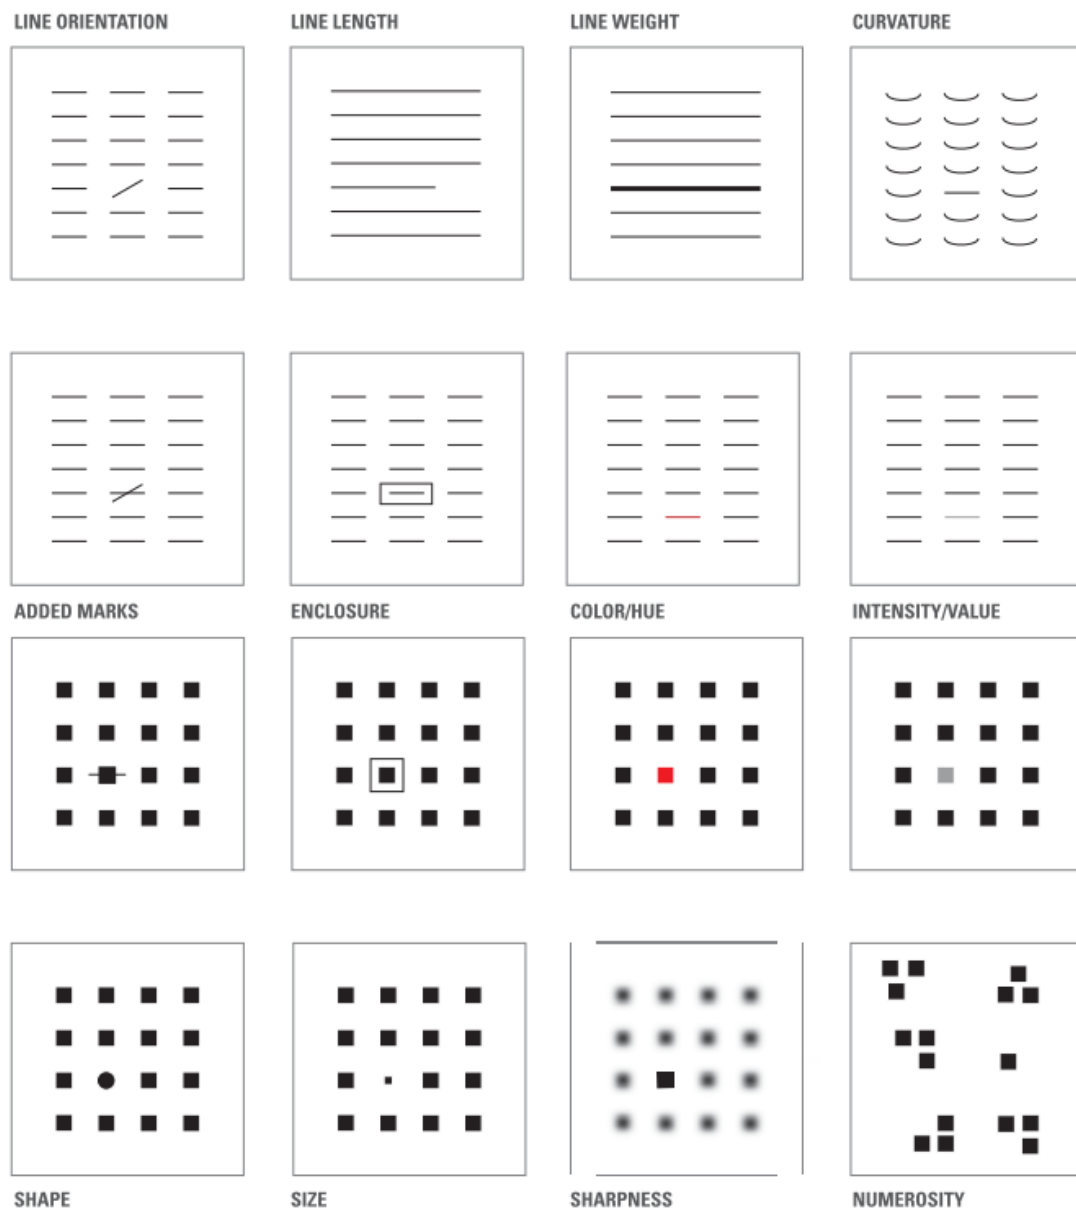 LINE ORIENTATION
LINE LENGTH
LINE WEIGHT
CURVATURE
ADDED MARKS
ENCLOSURE
COLOR/HUE
INTENSITY/VALUE
SHAPE
SIZE
SHARPNESS
NUMEROSITY